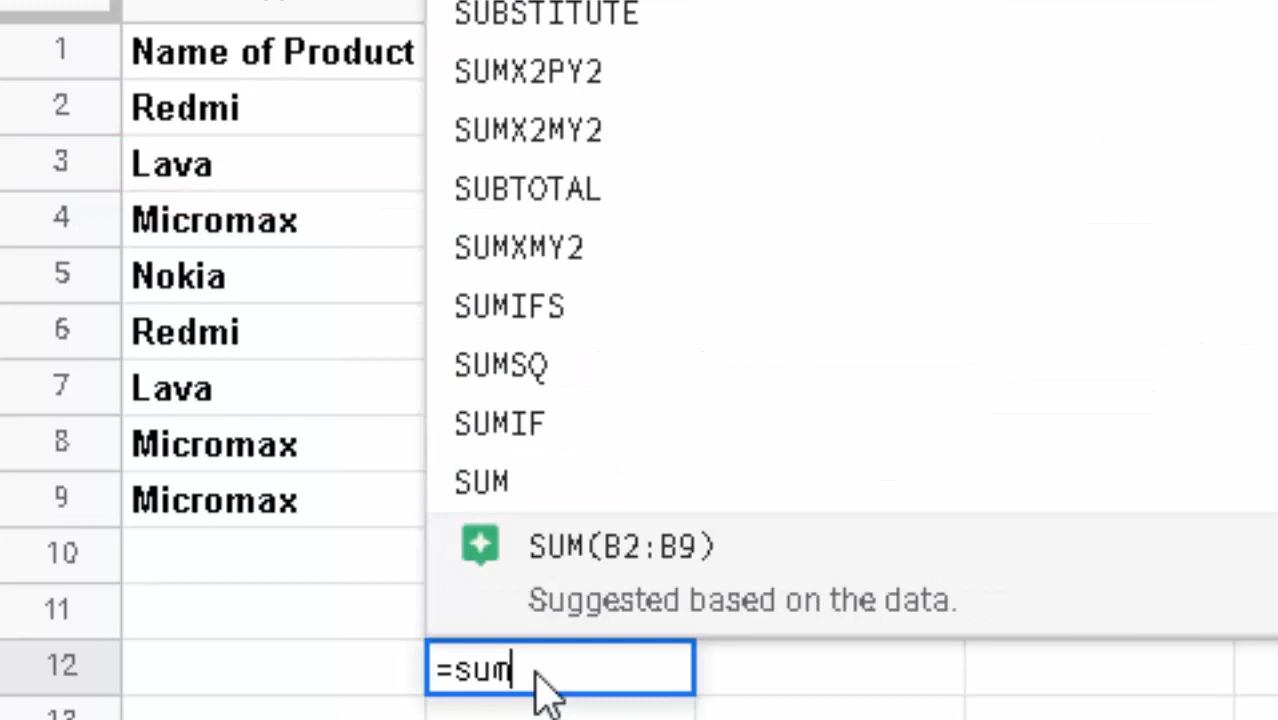 SUBSTITUTE
1 Name of Product
SUMX2PY2
2 Redmi
SUMX2MY2
3 Lava
SUBTOTAL
4 Micromax
SUMXMY2
5 Nokia
SUMIFS
6 Redmi
SUMSQ
7 Lava
SUMIF
8 Micromax
SUM
9 Micromax
10
SUM(B2:B9)
11
Suggested based on the data.
12 =sum
13